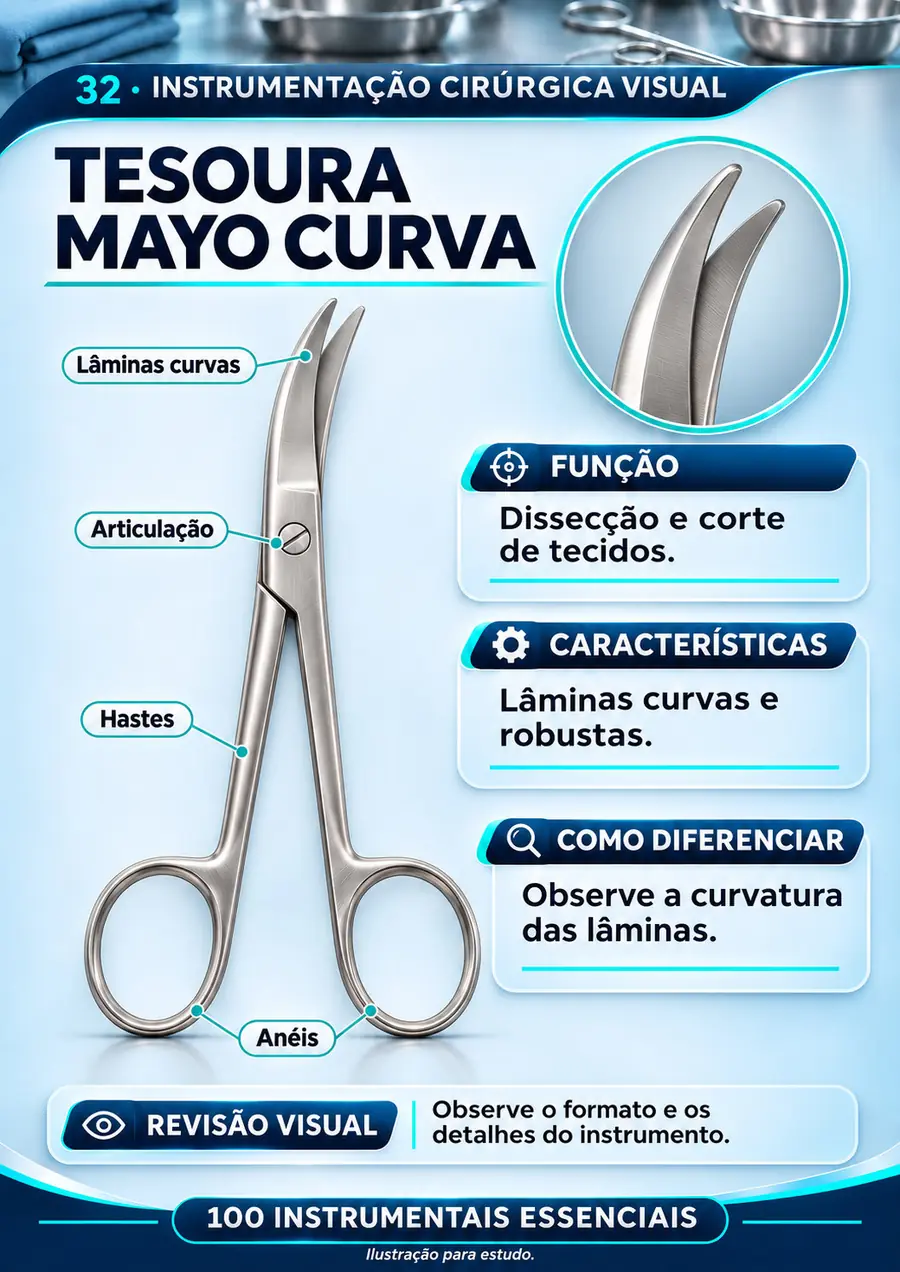 32 • INSTRUMENTAÇÃO CIRÚRGICA VISUAL
TESOURA
MAYO CURVA
Lâminas curvas
Articulação
Hastes
Anéis
FUNÇÃO
Dissecção e corte
de tecidos.
CARACTERÍSTICAS
Lâminas curvas e
robustas.
COMO DIFERENCIAR
Observe a curvatura
das lâminas.
REVISÃO VISUAL
Observe o formato e os
detalhes do instrumento.
100 INSTRUMENTAIS ESSENCIAIS
Ilustração para estudo.